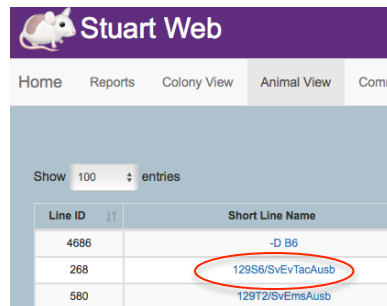 Stuart Web
Home Reports Colony View Animal View
Show 100 entries
Line ID Short Line Name
4686 -D B6
268 129S6/SvEvTacAusb
580 129T2/SvEmsAusb